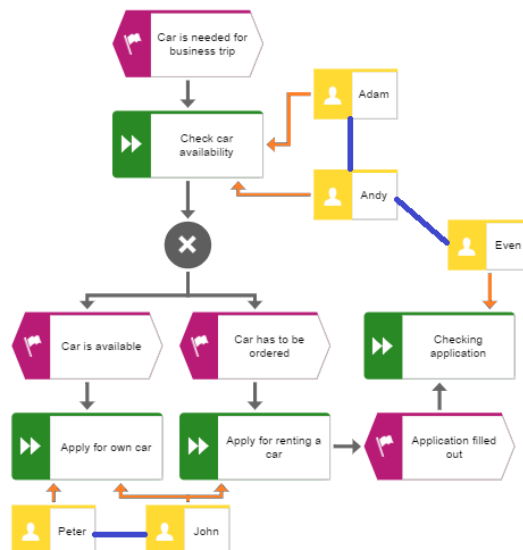 Car is needed for
business trip
Adam
Check car
availability
Andy
Even
Car is available
Car has to be
ordered
Checking
application
Apply for own car
Apply for renting a
car
Application filled
out
Peter
John